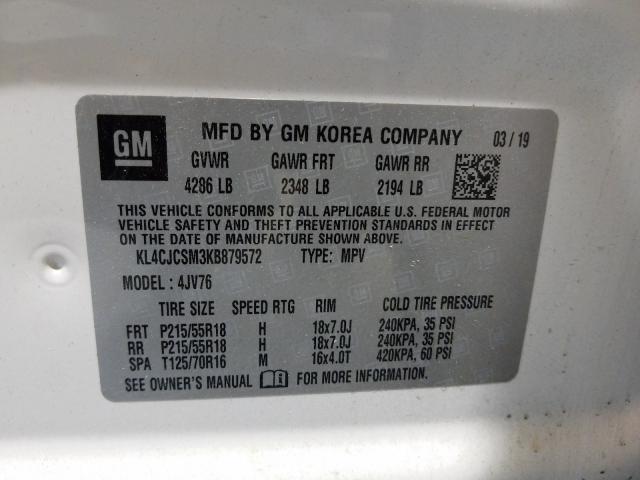 GM MFD BY GM KOREA COMPANY 03/19
GVWR GAWR FRT GAWR RR
4286 LB 2348 LB 2194 LB
THIS VEHICLE CONFORMS TO ALL APPLICABLE U.S. FEDERAL MOTOR
VEHICLE SAFETY AND THEFT PREVENTION STANDARDS IN EFFECT
ON THE DATE OF MANUFACTURE SHOWN ABOVE.
KL4CJCSM3KB879572 TYPE: MPV
MODEL: 4JV76
TIRE SIZE SPEED RTG RIM COLD TIRE PRESSURE
FRT P215/55R18 H 18x7.0J 240KPA, 35 PSI
RR P215/55R18 H 18x7.0J 240KPA, 35 PSI
SPA T125/70R16 M 16x4.0T 420KPA, 60 PSI
SEE OWNER'S MANUAL FOR MORE INFORMATION.